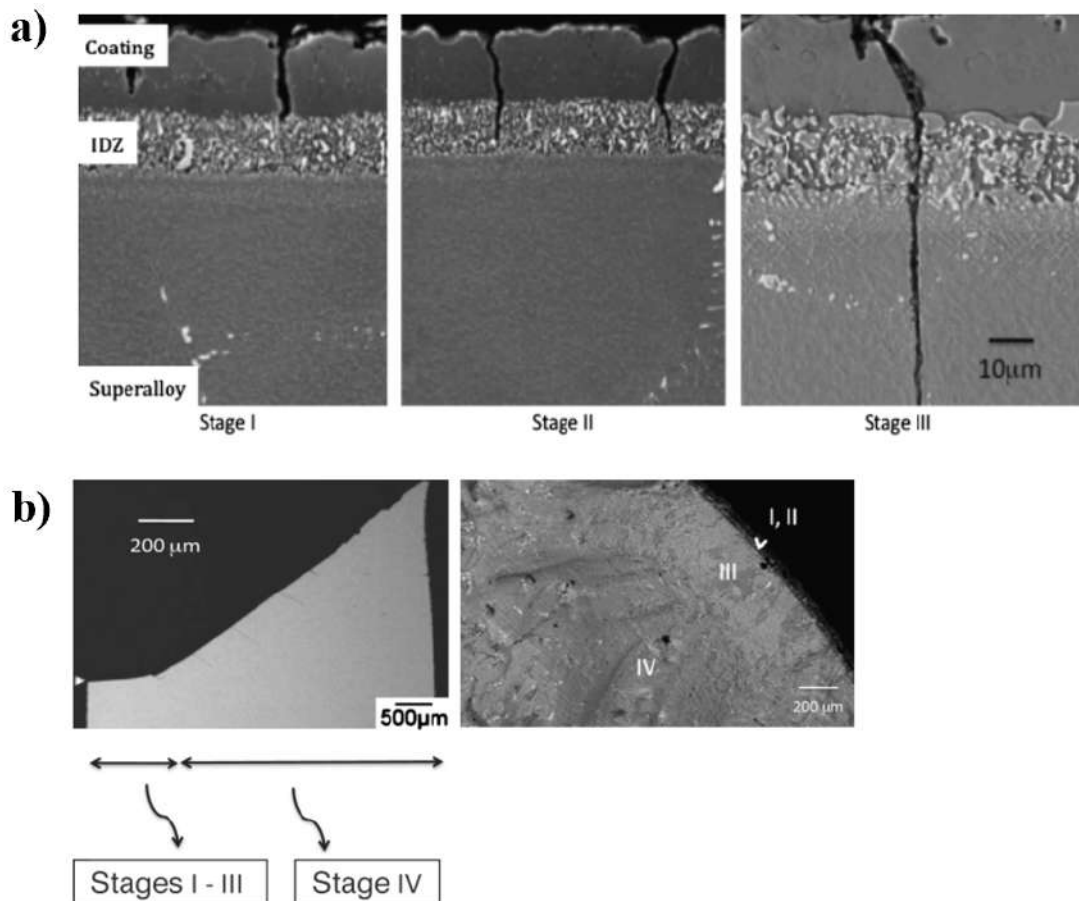 a)
Coating
IDZ
Superalloy
10μm
Stage I
Stage II
Stage III
b)
200 μm
500μm
I, II
III
IV
200 μm
Stages I - III
Stage IV